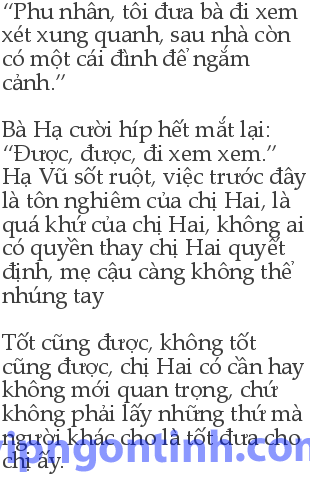 “Phu nhân, tôi đưa bà đi xem
xét xung quanh, sau nhà còn
có một cái đình để ngắm
cảnh.”
Bà Hạ cười híp hết mắt lại:
“Được, được, đi xem xem.”
Hạ Vũ sốt ruột, việc trước đây
là tôn nghiêm của chị Hai, là
quá khứ của chị Hai, không ai
có quyền thay chị Hai quyết
định, mẹ cậu càng không thể
nhúng tay
Tốt cũng được, không tốt
cũng được, chị Hai có cần hay
không mới quan trọng, chứ
không phải lấy những thứ mà
người khác cho là tốt đưa cho
chị ấy.
vipngontinh.com